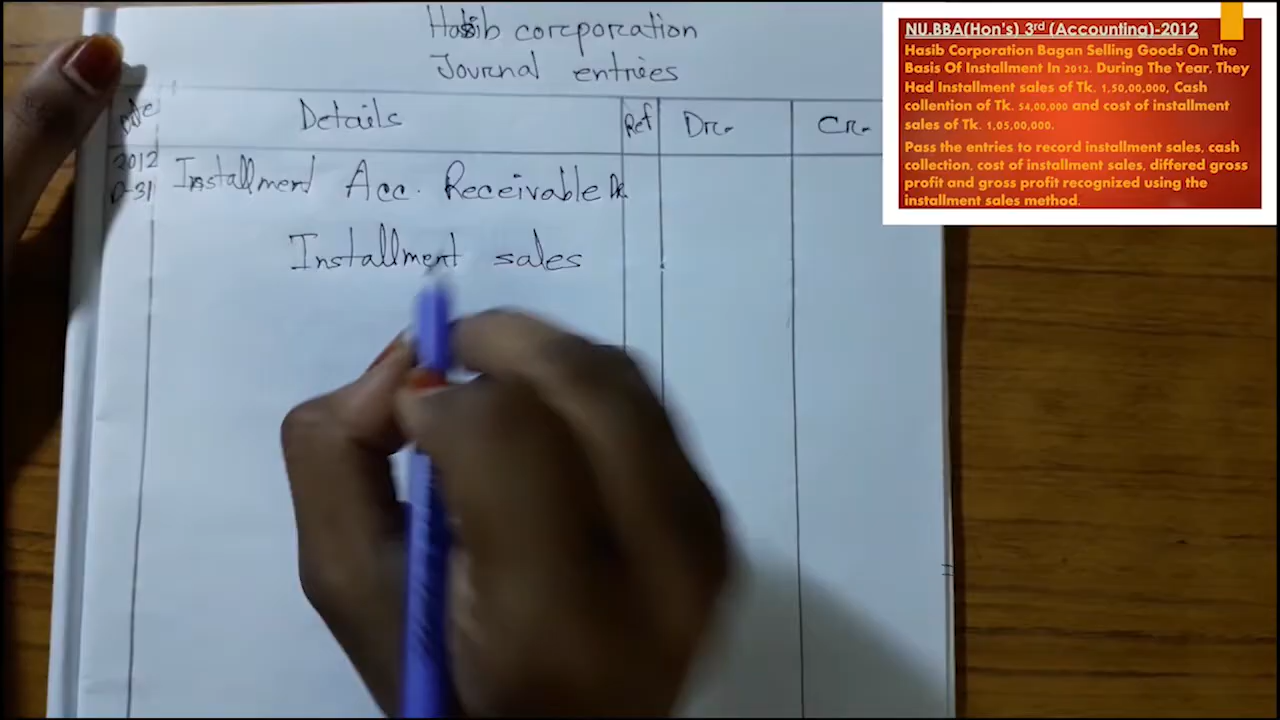 Hasib corporation
Journal entries
Date Details Ref Dr. Cr.
2012
D-31 Installment Acc. Receivable Dr.
Installment sales
NU.BBA(Hon's) 3rd (Accounting)-2012
Hasib Corporation Bagan Selling Goods On The
Basis Of Installment In 2012. During The Year, They
Had Installment sales of Tk. 1,50,00,000, Cash
collention of Tk. 54,00,000 and cost of installment
sales of Tk. 1,05,00,000.
Pass the entries to record installment sales, cash
collection, cost of installment sales, differed gross
profit and gross profit recognized using the
installment sales method.